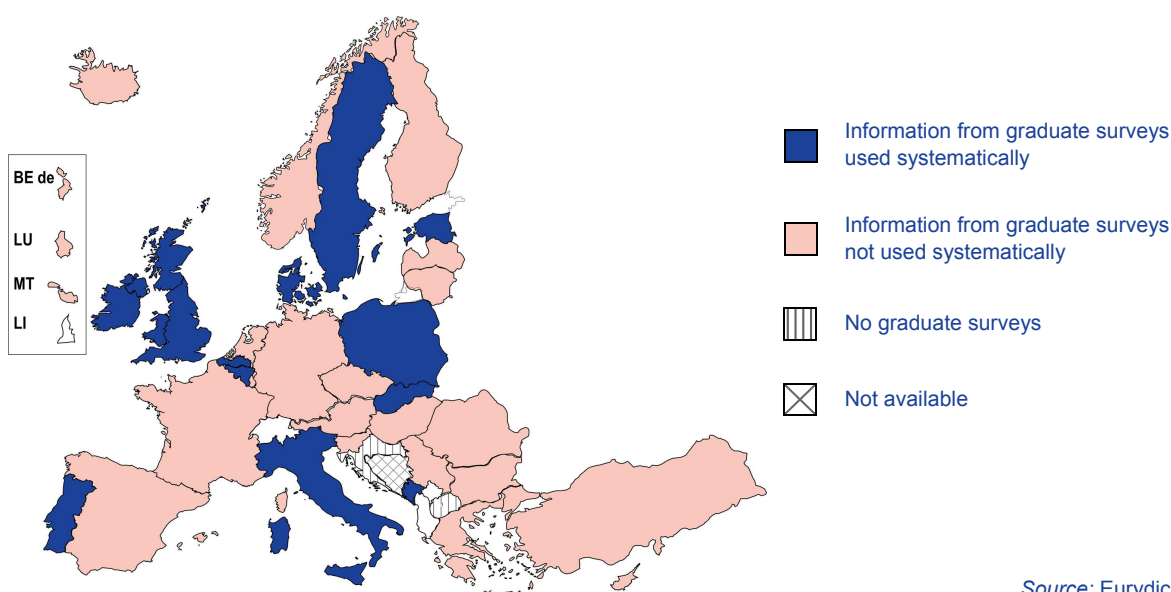 BE de
LU
MT
LI
Information from graduate surveys
used systematically
Information from graduate surveys
not used systematically
No graduate surveys
Not available
Source: Eurydic